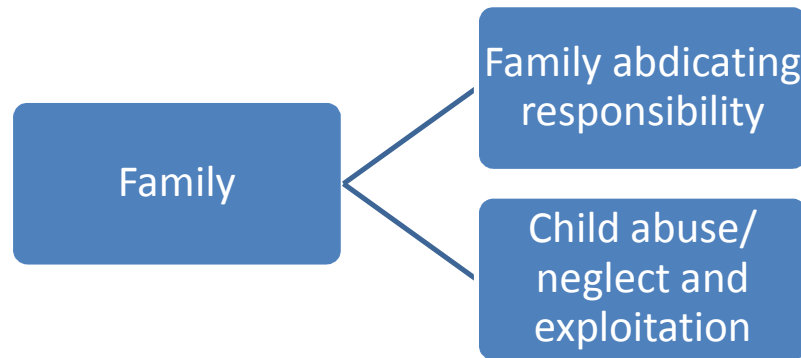 Family
Family abdicating
responsibility
Child abuse/
neglect and
exploitation